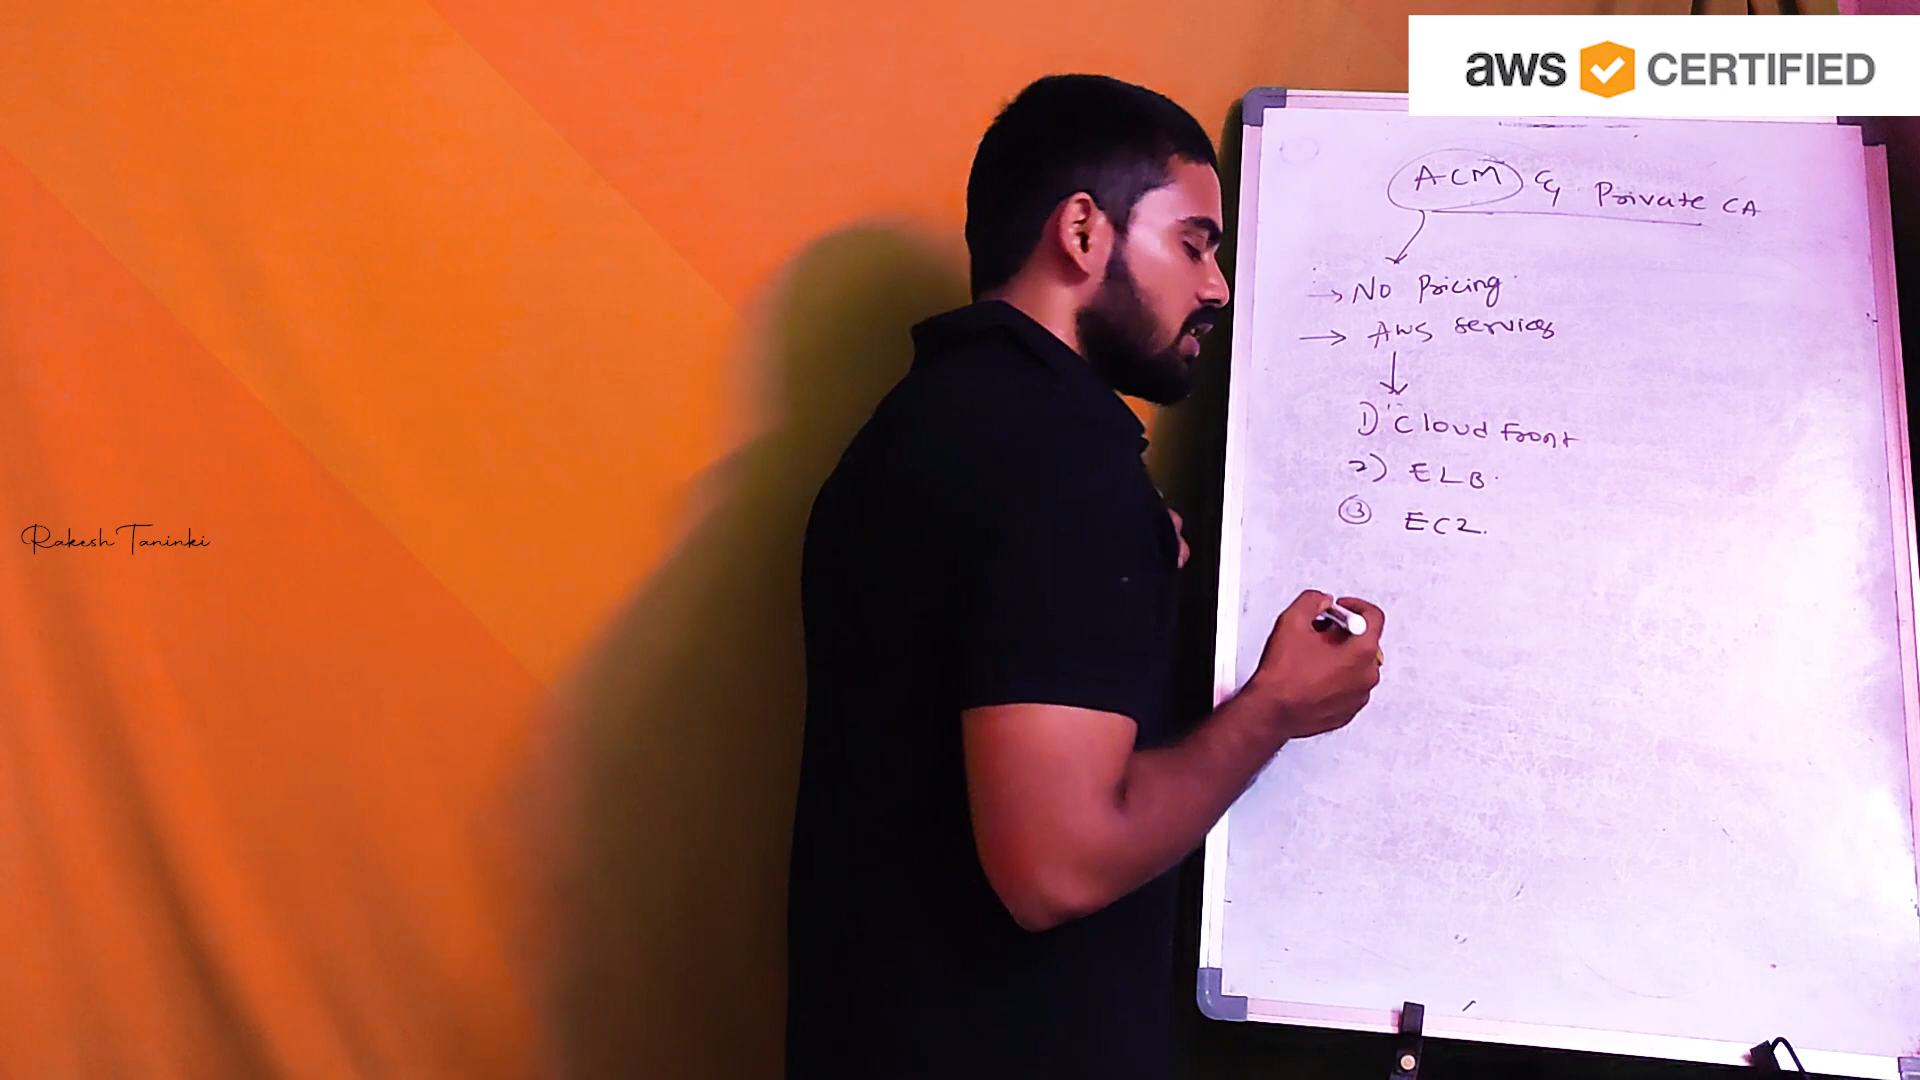 aws CERTIFIED
ACM & Private CA
→ No Pricing
→ AWS Services
1) Cloud Front
2) ELB.
③ EC2.
Rakesh Taninki